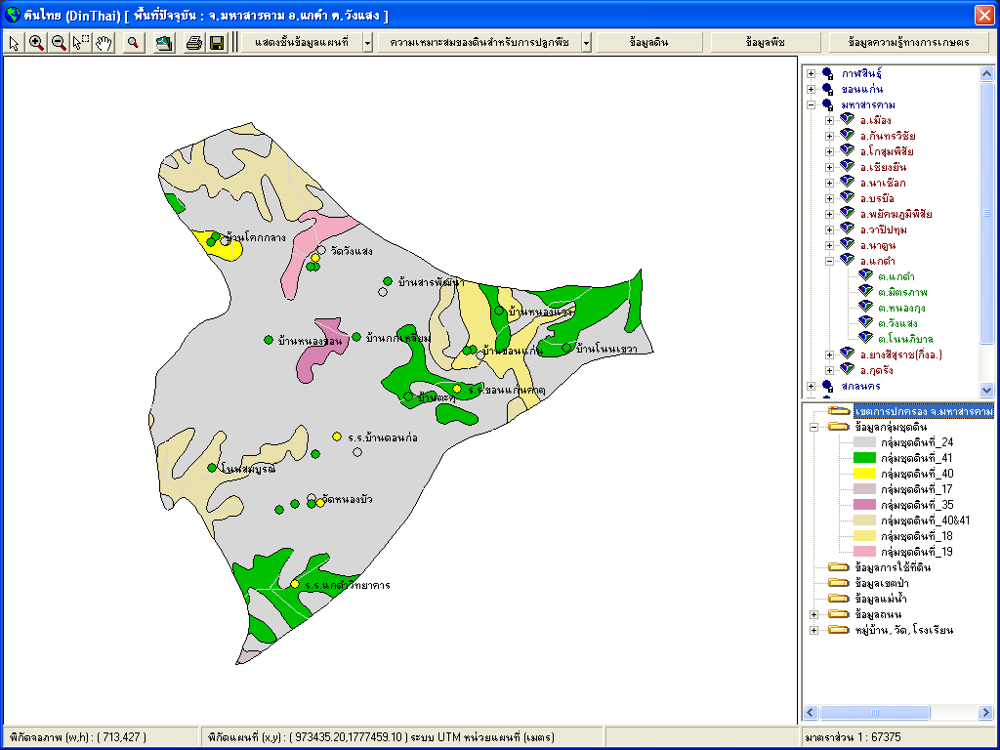 ดินไทย (DinThai) [ พื้นที่ปัจจุบัน : จ.มหาสารคาม อ.แกดำ ต.วังแสง ]
แสดงชั้นข้อมูลแผนที่ ความเหมาะสมของดินสำหรับการปลูกพืช ข้อมูลดิน ข้อมูลพืช ข้อมูลความรู้ทางการเกษตร
กาฬสินธุ์
ขอนแก่น
มหาสารคาม
อ.เมือง
อ.กันทรวิชัย
อ.โกสุมพิสัย
อ.เชียงยืน
อ.นาเชือก
อ.บรบือ
อ.พยัคฆภูมิพิสัย
อ.วาปีปทุม
อ.นาดูน
อ.แกดำ
ต.แกดำ
ต.มิตรภาพ
ต.หนองกุง
ต.วังแสง
ต.โนนภิบาล
อ.ยางสีสุราช(กิ่งอ.)
อ.กุดรัง
สกลนคร
บ้านโคกกลาง
วัดวังแสง
บ้านสารพัฒนา
บ้านหนองแวง
บ้านหนองขอน
บ้านกกเหลี่ยม
บ้านขอนแก่น
บ้านโนนเขวา
ร.ร.ขอนแก่นดาตุ
บ้านตะคุ
ร.ร.บ้านดอนก่อ
โนนสมบูรณ์
วัดหนองบัว
ร.ร.แกดำวิทยาคาร
เขตการปกครอง จ.มหาสารคาม
ข้อมูลกลุ่มชุดดิน
กลุ่มชุดดินที่_24
กลุ่มชุดดินที่_41
กลุ่มชุดดินที่_40
กลุ่มชุดดินที่_17
กลุ่มชุดดินที่_35
กลุ่มชุดดินที่_40&41
กลุ่มชุดดินที่_18
กลุ่มชุดดินที่_19
ข้อมูลการใช้ที่ดิน
ข้อมูลเขตป่า
ข้อมูลแม่น้ำ
ข้อมูลถนน
หมู่บ้าน, วัด, โรงเรียน
พิกัดจอภาพ (w,h) : ( 713,427 ) พิกัดแผนที่ (x,y) : ( 973435.20,1777459.10 ) ระบบ UTM หน่วยแผนที่ (เมตร) มาตราส่วน 1 : 67375